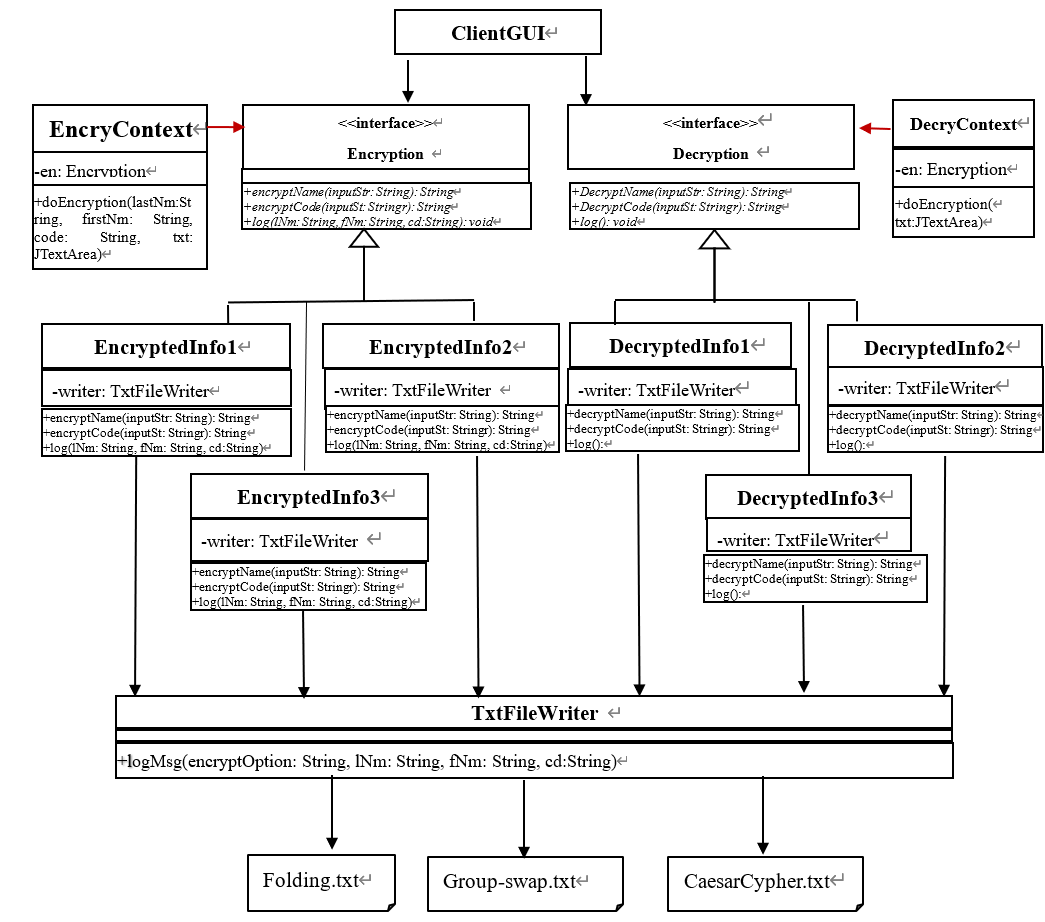 ClientGUI
EncryContext
-en: Encryption
+doEncryption(lastNm:St
ring, firstNm: String,
code: String, txt:
JTextArea)
<<interface>>
Encryption
+encryptName(inputStr: String): String
+encryptCode(inputSt: Stringr): String
+log(lNm: String, fNm: String, cd:String): void
<<interface>>
Decryption
+DecryptName(inputStr: String): String
+DecryptCode(inputSt: Stringr): String
+log(): void
DecryContext
-en: Encryption
+doEncryption(
txt:JTextArea)
EncryptedInfo1
-writer: TxtFileWriter
+encryptName(inputStr: String): String
+encryptCode(inputSt: Stringr): String
+log(lNm: String, fNm: String, cd:String)
EncryptedInfo2
-writer: TxtFileWriter
+encryptName(inputStr: String): String
+encryptCode(inputSt: Stringr): String
+log(lNm: String, fNm: String, cd:String)
DecryptedInfo1
-writer: TxtFileWriter
+decryptName(inputStr: String): String
+decryptCode(inputSt: Stringr): String
+log():
DecryptedInfo2
-writer: TxtFileWriter
+decryptName(inputStr: String): String
+decryptCode(inputSt: Stringr): String
+log():
EncryptedInfo3
-writer: TxtFileWriter
+encryptName(inputStr: String): String
+encryptCode(inputSt: Stringr): String
+log(lNm: String, fNm: String, cd:String)
DecryptedInfo3
-writer: TxtFileWriter
+decryptName(inputStr: String): String
+decryptCode(inputSt: Stringr): String
+log():
TxtFileWriter
+logMsg(encryptOption: String, lNm: String, fNm: String, cd:String)
Folding.txt
Group-swap.txt
CaesarCypher.txt